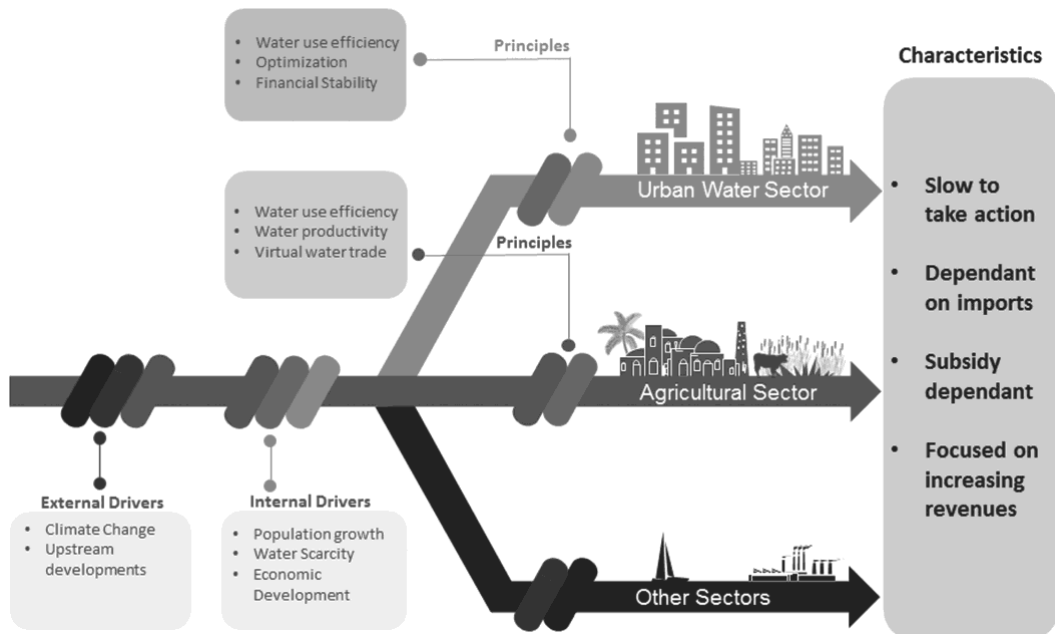 • Water use efficiency
• Optimization
• Financial Stability
Principles
Characteristics
Urban Water Sector
• Water use efficiency
• Water productivity
• Virtual water trade
Principles
Agricultural Sector
External Drivers
• Climate Change
• Upstream
developments
Internal Drivers
• Population growth
• Water Scarcity
• Economic
Development
Other Sectors
• Slow to
take action
• Dependant
on imports
• Subsidy
dependant
• Focused on
increasing
revenues